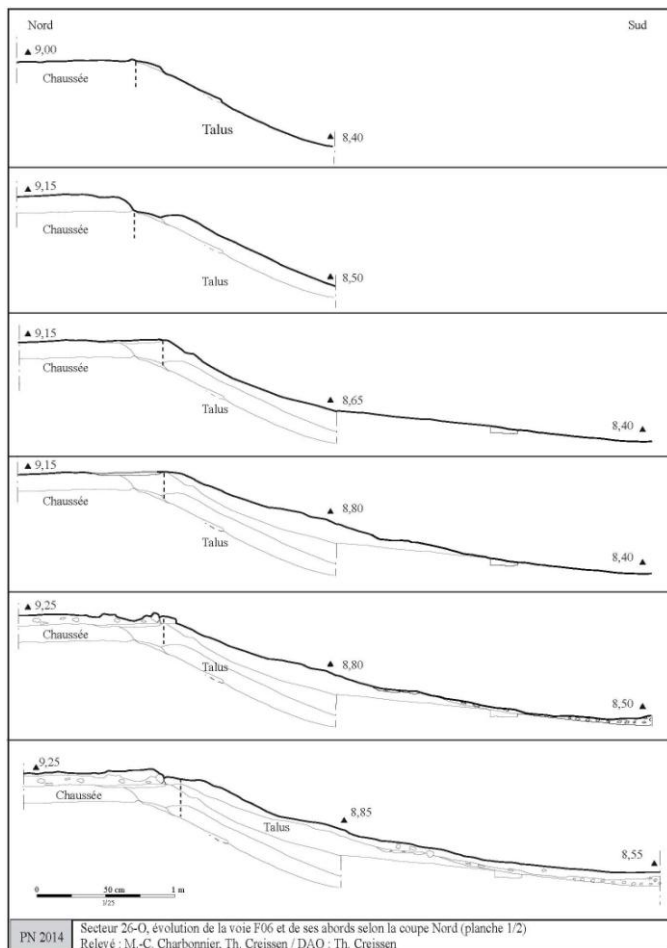 Nord
Sud
▲ 9,00
Chaussée
Talus
▲
8,40
▲ 9,15
Chaussée
Talus
▲
8,50
▲ 9,15
Chaussée
Talus
▲
8,65
8,40 ▲
▲ 9,15
Chaussée
Talus
▲ 8,80
8,40 ▲
▲ 9,25
Chaussée
Talus
▲ 8,80
8,50 ▲
▲ 9,25
Chaussée
Talus
▲ 8,85
8,55 ▲
0 50 cm 1 m
1/25
PN 2014
Secteur 26-O, évolution de la voie F06 et de ses abords selon la coupe Nord (planche 1/2)
Relevé : M.-C. Charbonnier, Th. Creissen / DAO : Th. Creissen